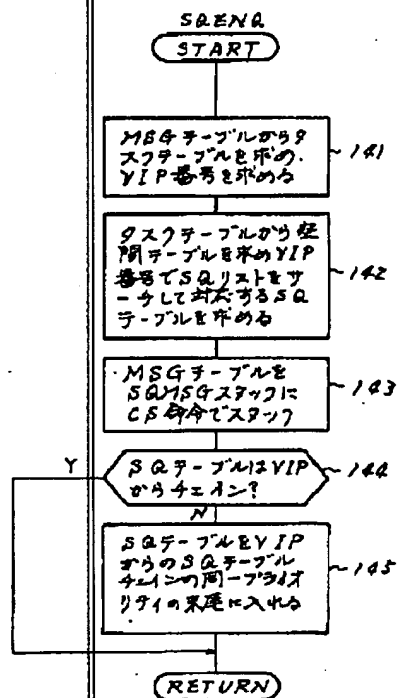 SQENQ
START
MSGテーブルからタ
スクテーブルを求め、
VIP番号を求める
~141
タスクテーブルから空
間テーブルを求めVIP
番号でSQリストをサ
ーチして対応するSQ
テーブルを求める
~142
MSGテーブルを
SQMSGスタックに
CS命令でスタック
~143
SQテーブルはVIP
からチェイン?
~144
Y
N
SQテーブルをVIP
からのSQテーブル
チェインの同一プライオ
リティの末尾に入れる
~145
RETURN